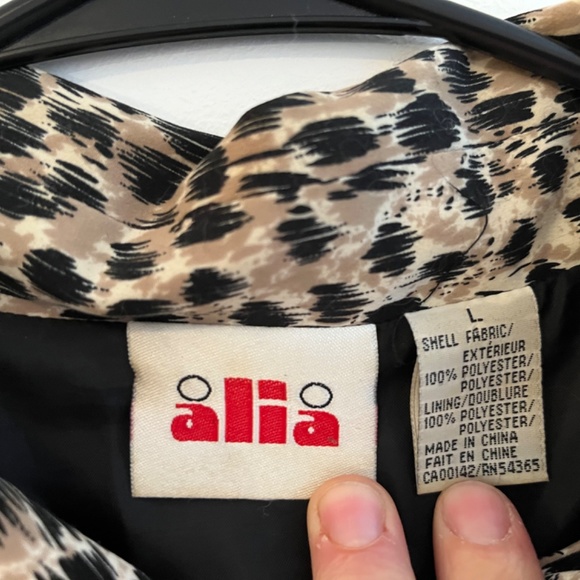 alia
L
SHELL FABRIC/
EXTÉRIEUR
100% POLYESTER/
POLYESTER/
LINING/DOUBLURE
100% POLYESTER/
POLYESTER/
MADE IN CHINA
FAIT EN CHINE
CA00142/RN54365